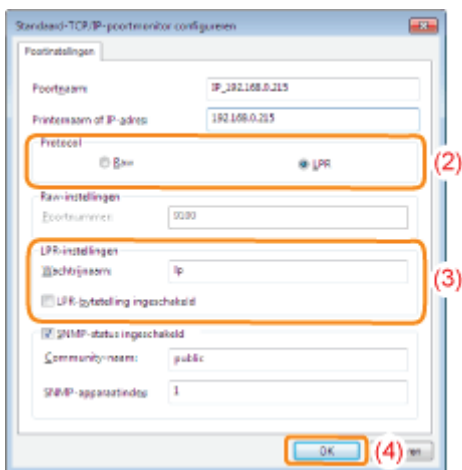 Standaard-TCP/IP-poortmonitor configureren
Poortinstellingen
Poortnaam: IP_192.168.0.215
Printernaam of IP-adres: 192.168.0.215
Protocol
Raw LPR (2)
Raw-instellingen
Poortnummer: 9100
LPR-instellingen
Wachtrijnaam: lp
(3)
LPR-bytetelling ingeschakeld
SNMP-status ingeschakeld
Community-naam: public
SNMP-apparaatindex: 1
OK (4)